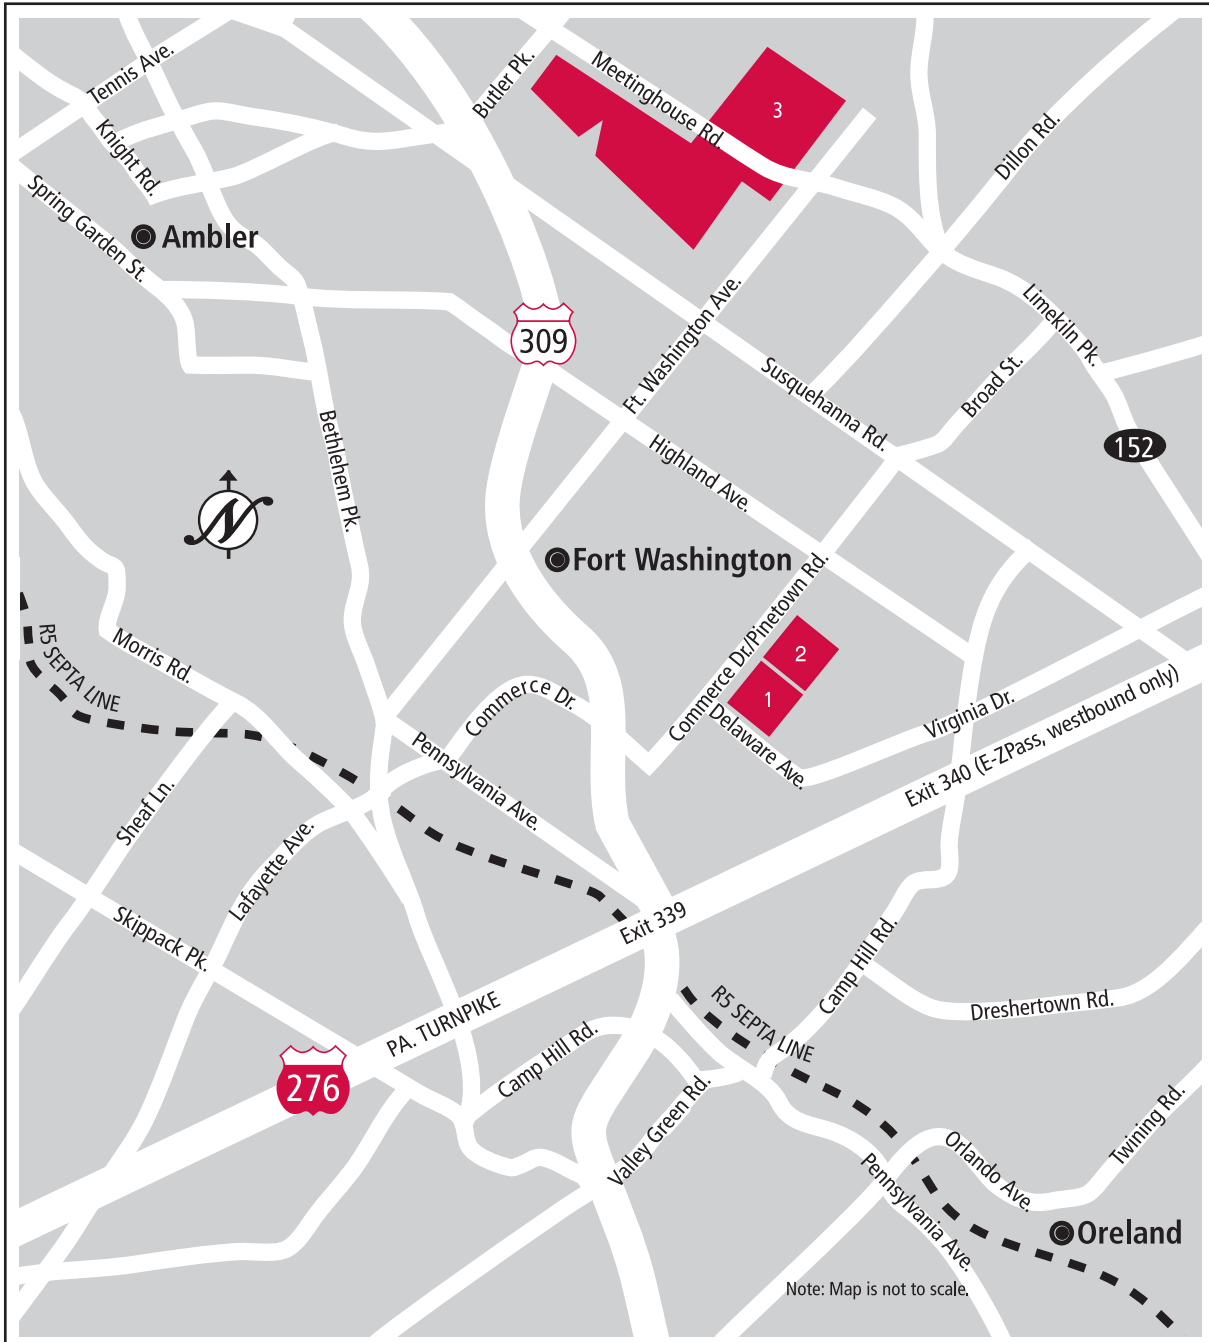 Tennis Ave.
Butler Pk.
Meetinghouse Rd.
3
Knight Rd.
Dillon Rd.
Spring Garden St.
Ambler
309
Ft. Washington Ave.
Limekiln Pk.
Susquehanna Rd.
Broad St.
152
Bethlehem Pk.
Highland Ave.
N
Fort Washington
Commerce Dr./Pinetown Rd.
R5 SEPTA LINE
Morris Rd.
2
1
Commerce Dr.
Delaware Ave.
Virginia Dr.
Pennsylvania Ave.
Exit 340 (E-ZPass, westbound only)
Sheaf Ln.
Lafayette Ave.
Exit 339
Skippack Pk.
Camp Hill Rd.
Dreshertown Rd.
PA. TURNPIKE
R5 SEPTA LINE
Camp Hill Rd.
276
Valley Green Rd.
Twining Rd.
Orlando Ave.
Pennsylvania Ave.
Oreland
Note: Map is not to scale.